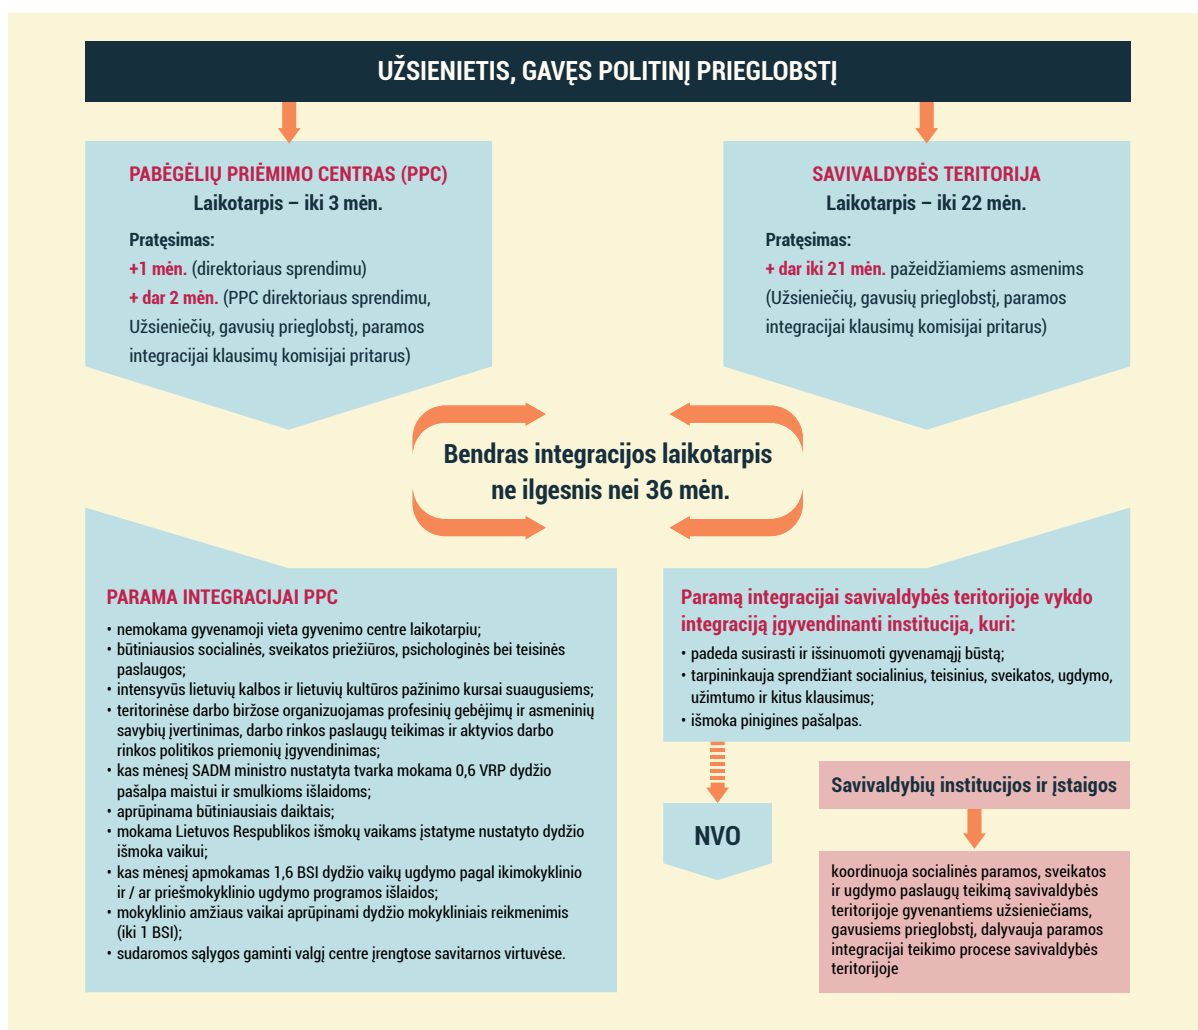 UŽSIENIETIS, GAVĘS POLITINĮ PRIEGLOBSTĮ
PABĖGĖLIŲ PRIĖMIMO CENTRAS (PPC)
Laikotarpis – iki 3 mėn.
Pratęsimas:
+1 mėn. (direktoriaus sprendimu)
+ dar 2 mėn. (PPC direktoriaus sprendimu,
Užsieniečių, gavusių prieglobstį, paramos
integracijai klausimų komisijai pritarus)
SAVIVALDYBĖS TERITORIJA
Laikotarpis – iki 22 mėn.
Pratęsimas:
+ dar iki 21 mėn. pažeidžiamiems asmenims
(Užsieniečių, gavusių prieglobstį, paramos
integracijai klausimų komisijai pritarus)
Bendras integracijos laikotarpis
ne ilgesnis nei 36 mėn.
PARAMA INTEGRACIJAI PPC
• nemokama gyvenamoji vieta gyvenimo centre laikotarpiu;
• būtiniausios socialinės, sveikatos priežiūros, psichologinės bei teisinės
paslaugos;
• intensyvūs lietuvių kalbos ir lietuvių kultūros pažinimo kursai suaugusiems;
• teritorinėse darbo biržose organizuojamas profesinių gebėjimų ir asmeninių
savybių įvertinimas, darbo rinkos paslaugų teikimas ir aktyvios darbo
rinkos politikos priemonių įgyvendinimas;
• kas mėnesį SADM ministro nustatyta tvarka mokama 0,6 VRP dydžio
pašalpa maistui ir smulkioms išlaidoms;
• aprūpinama būtiniausiais daiktais;
• mokama Lietuvos Respublikos išmokų vaikams įstatyme nustatyto dydžio
išmoka vaikui;
• kas mėnesį apmokamas 1,6 BSI dydžio vaikų ugdymo pagal ikimokyklinio
ir / ar priešmokyklinio ugdymo programos išlaidos;
• mokyklinio amžiaus vaikai aprūpinami dydžio mokykliniais reikmenimis
(iki 1 BSI);
• sudaromos sąlygos gaminti valgį centre įrengtose savitarnos virtuvėse.
Paramą integracijai savivaldybės teritorijoje vykdo
integraciją įgyvendinanti institucija, kuri:
• padeda susirasti ir išsinuomoti gyvenamąjį būstą;
• tarpininkauja sprendžiant socialinius, teisinius, sveikatos, ugdymo,
užimtumo ir kitus klausimus;
• išmoka pinigines pašalpas.
NVO
Savivaldybių institucijos ir įstaigos
koordinuoja socialinės paramos, sveikatos
ir ugdymo paslaugų teikimą savivaldybės
teritorijoje gyvenantiems užsieniečiams,
gavusiems prieglobstį, dalyvauja paramos
integracijai teikimo procese savivaldybės
teritorijoje